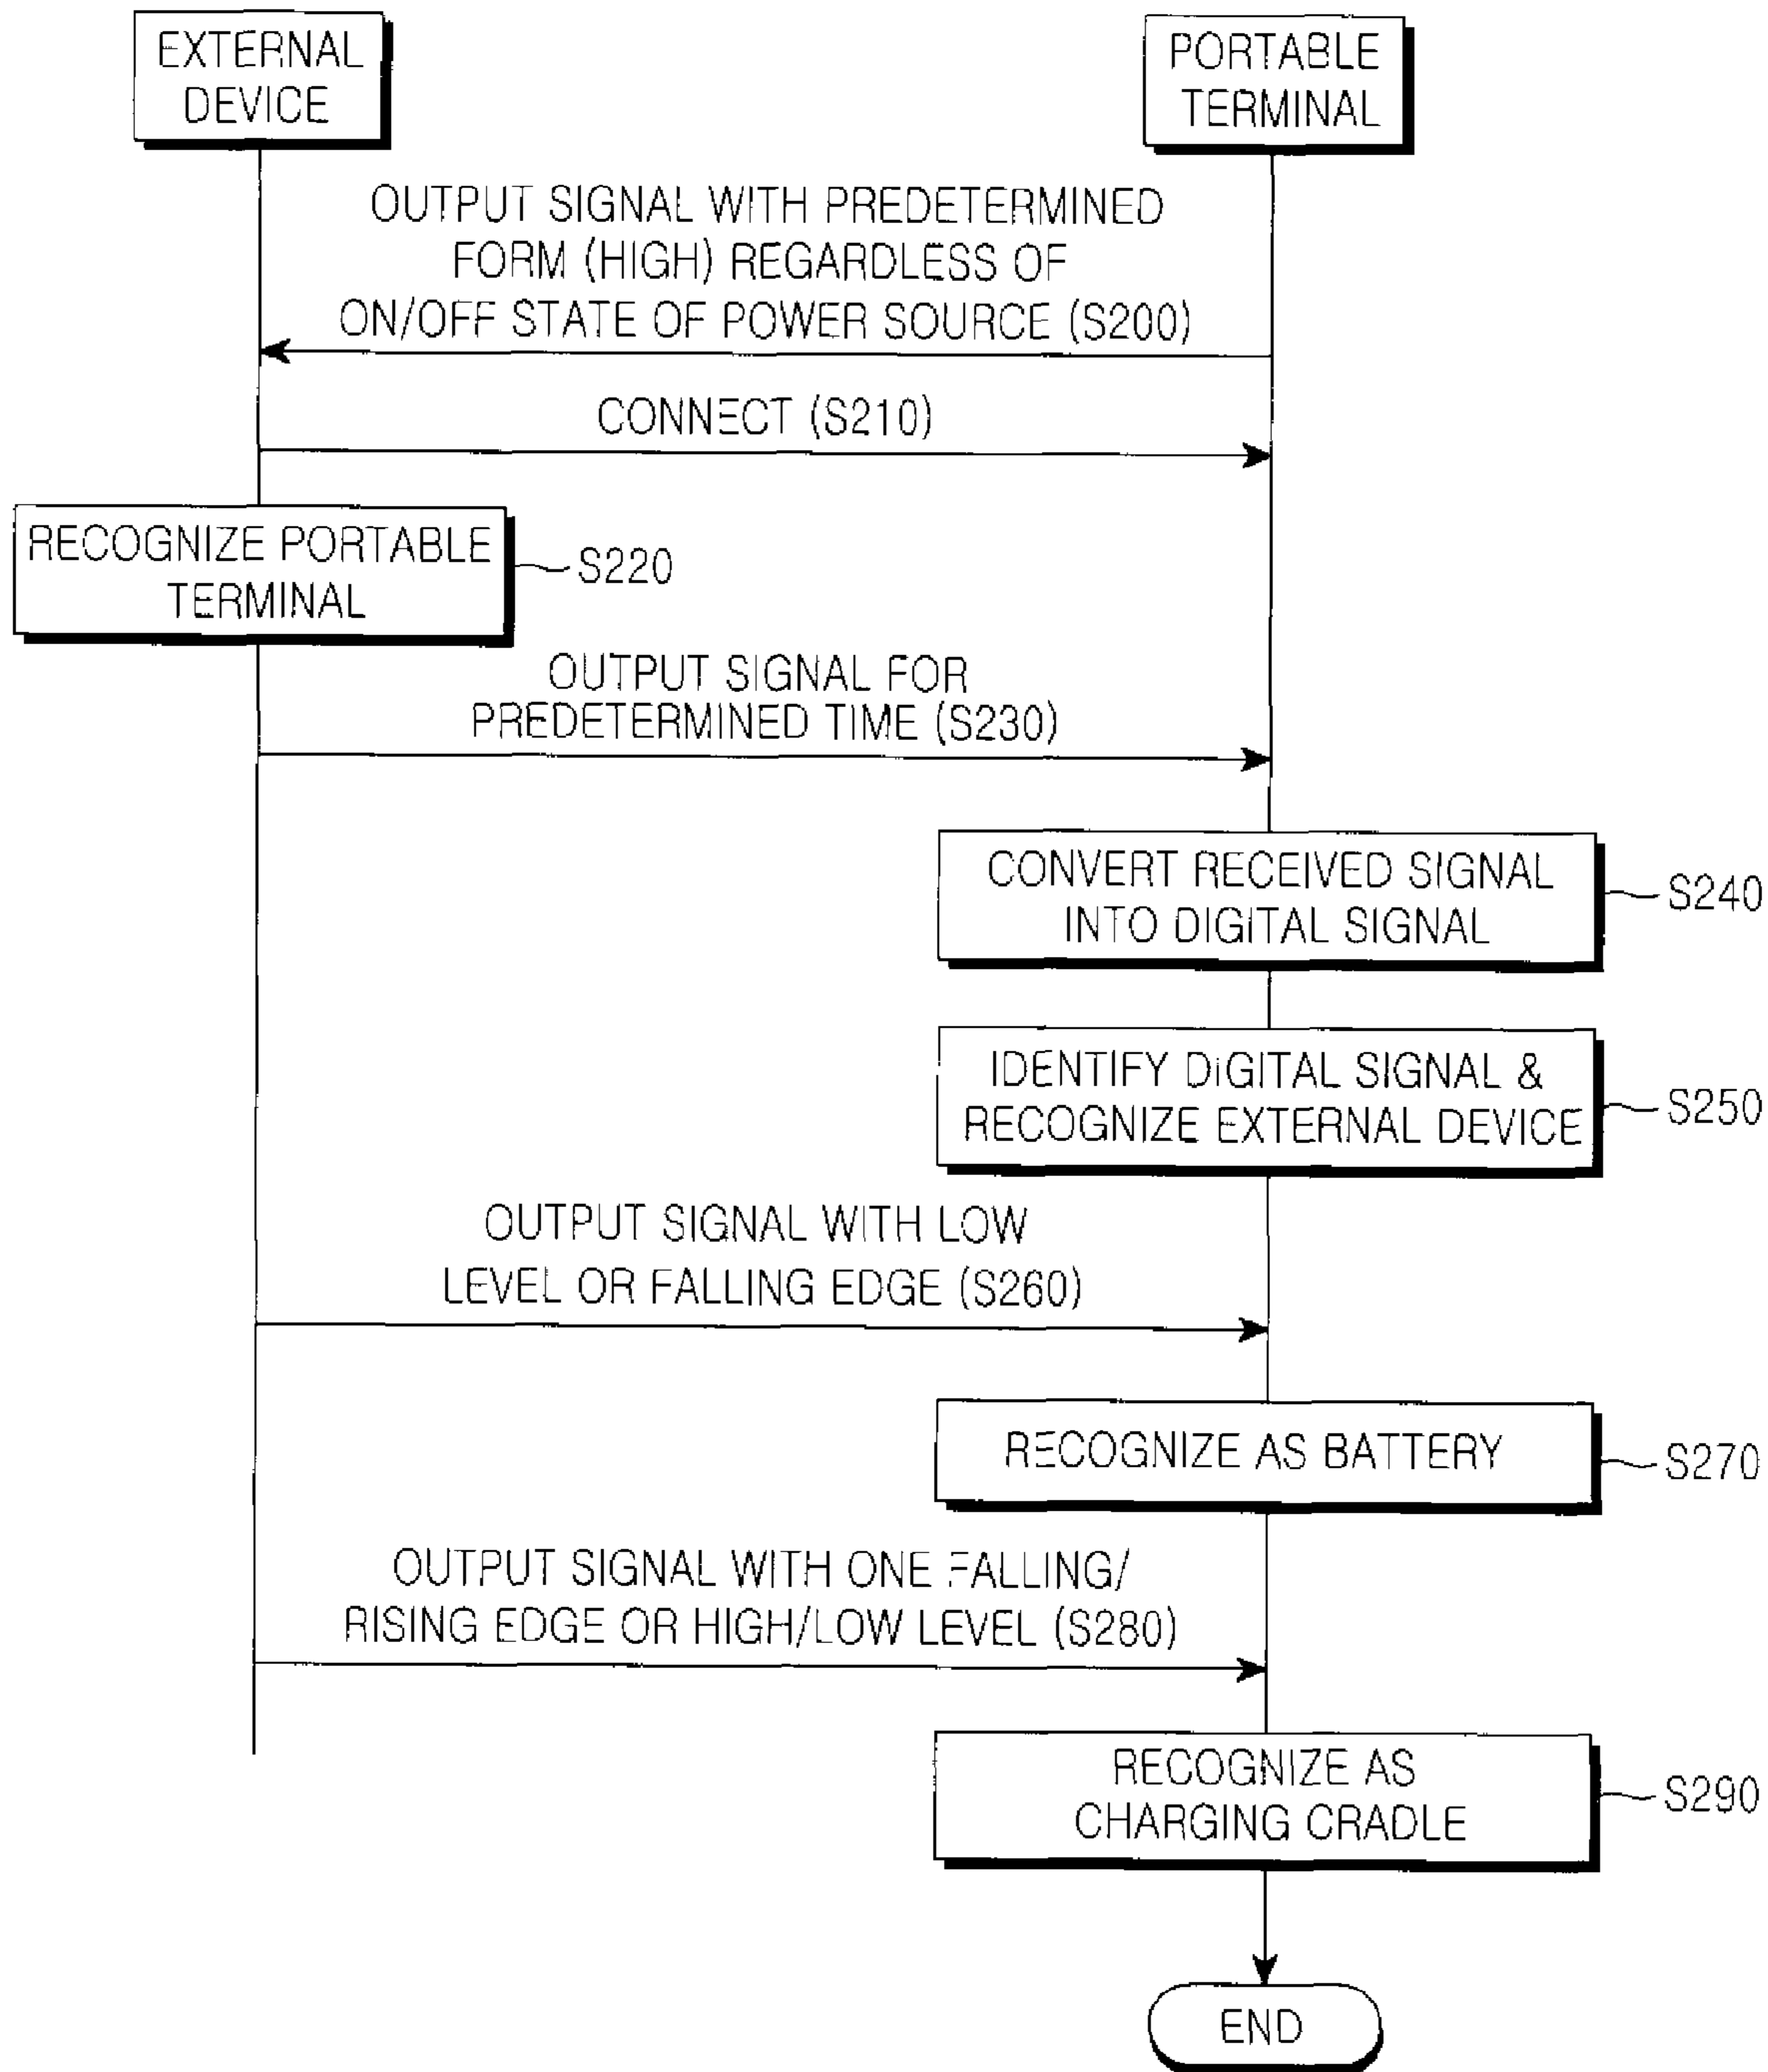 EXTERNAL
DEVICE
PORTABLE
TERMINAL
OUTPUT SIGNAL WITH PREDETERMINED
FORM (HIGH) REGARDLESS OF
ON/OFF STATE OF POWER SOURCE (S200)
CONNECT (S210)
RECOGNIZE PORTABLE
TERMINAL
S220
OUTPUT SIGNAL FOR
PREDETERMINED TIME (S230)
CONVERT RECEIVED SIGNAL
INTO DIGITAL SIGNAL
S240
IDENTIFY DIGITAL SIGNAL &
RECOGNIZE EXTERNAL DEVICE
S250
OUTPUT SIGNAL WITH LOW
LEVEL OR FALLING EDGE (S260)
RECOGNIZE AS BATTERY
S270
OUTPUT SIGNAL WITH ONE FALLING/
RISING EDGE OR HIGH/LOW LEVEL (S280)
RECOGNIZE AS
CHARGING CRADLE
S290
END